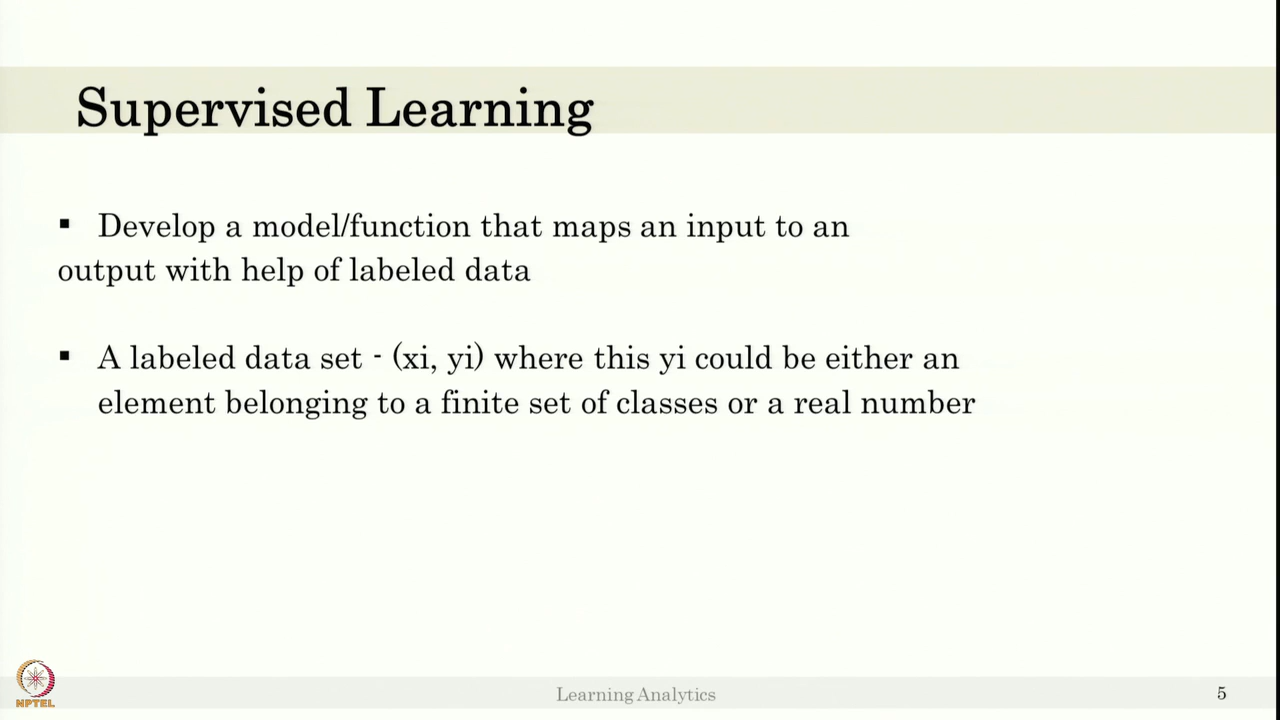 Supervised Learning
▪ Develop a model/function that maps an input to an
output with help of labeled data
▪ A labeled data set - (xi, yi) where this yi could be either an
element belonging to a finite set of classes or a real number
NPTEL
Learning Analytics
5